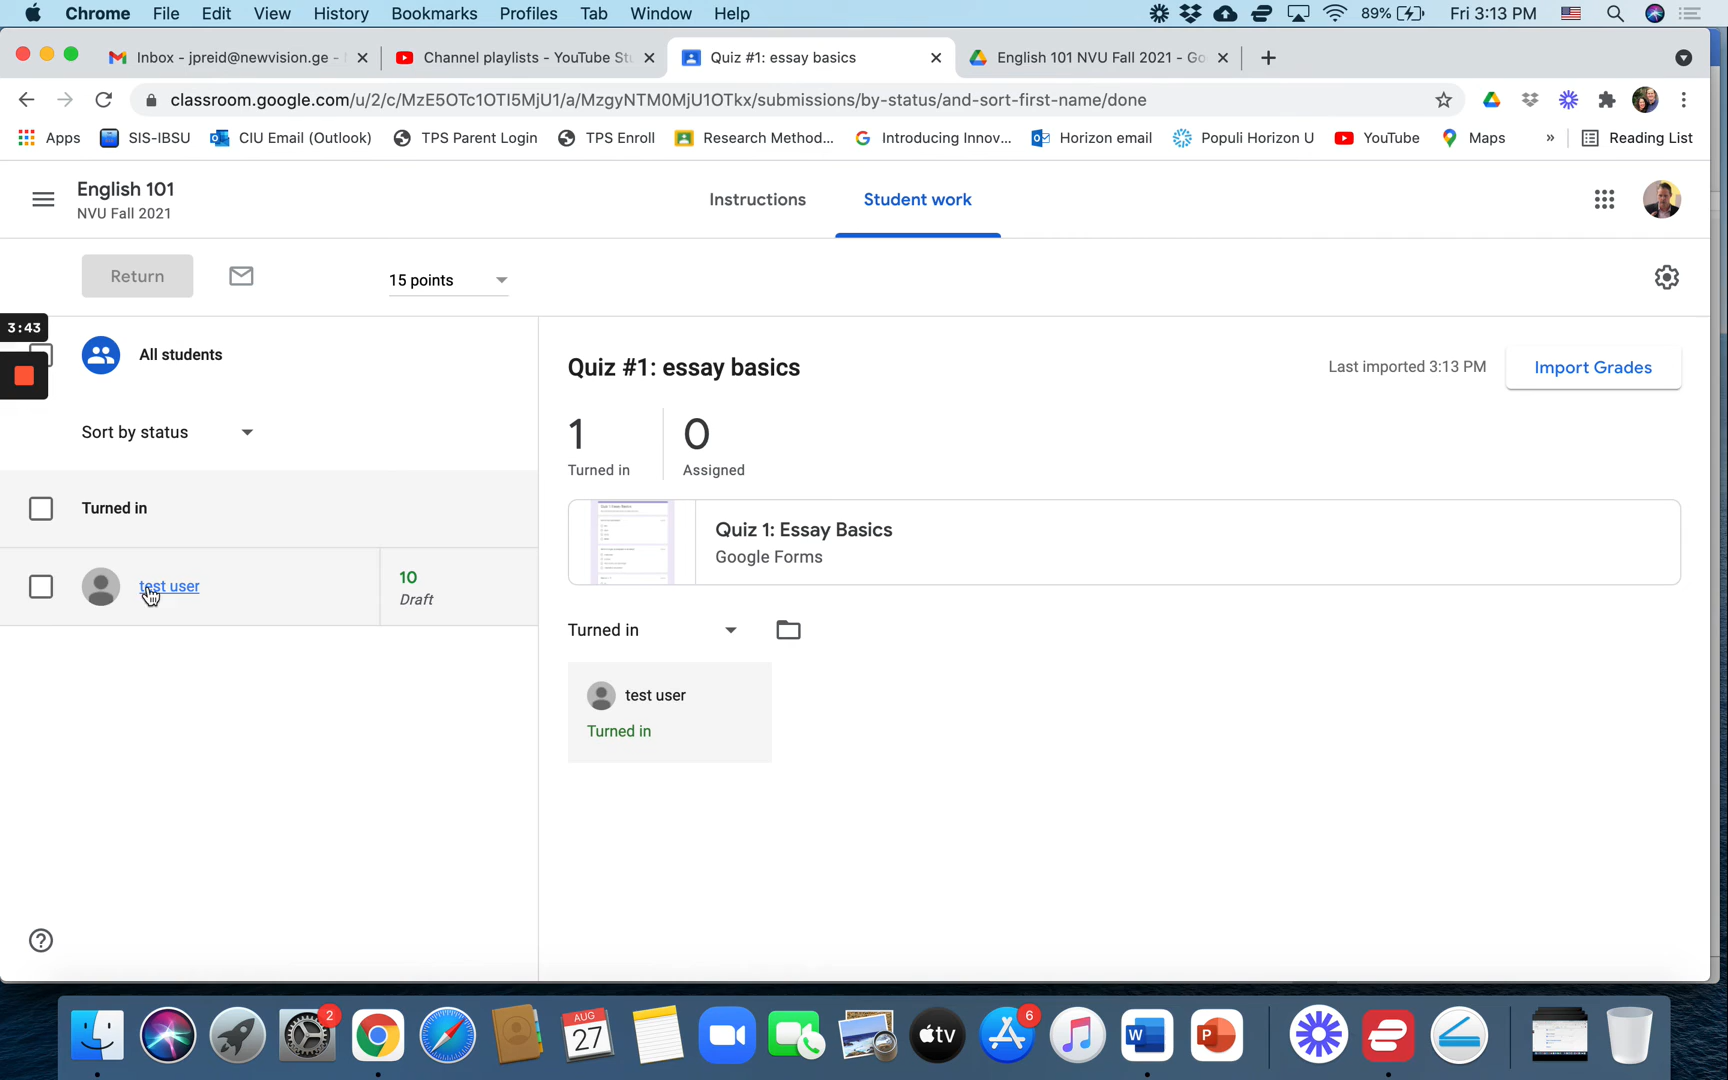 Chrome File Edit View History Bookmarks Profiles Tab Window Help 89% Fri 3:13 PM
Inbox - jpreid@newvision.ge - Channel playlists - YouTube Stu Quiz #1: essay basics English 101 NVU Fall 2021 - Go
classroom.google.com/u/2/c/MzE5OTc1OTI5MjU1/a/MzgyNTM0MjU1OTkx/submissions/by-status/and-sort-first-name/done
Apps SIS-IBSU CIU Email (Outlook) TPS Parent Login TPS Enroll Research Method... Introducing Innov... Horizon email Populi Horizon U YouTube Maps » Reading List
English 101
NVU Fall 2021
Instructions Student work
Return 15 points
3:43
All students
Quiz #1: essay basics Last imported 3:13 PM Import Grades
Sort by status
1 0
Turned in Assigned
Turned in
Quiz 1: Essay Basics
Google Forms
test user 10
Draft
Turned in
test user
Turned in
2
AUG
27
tv
6
W
P